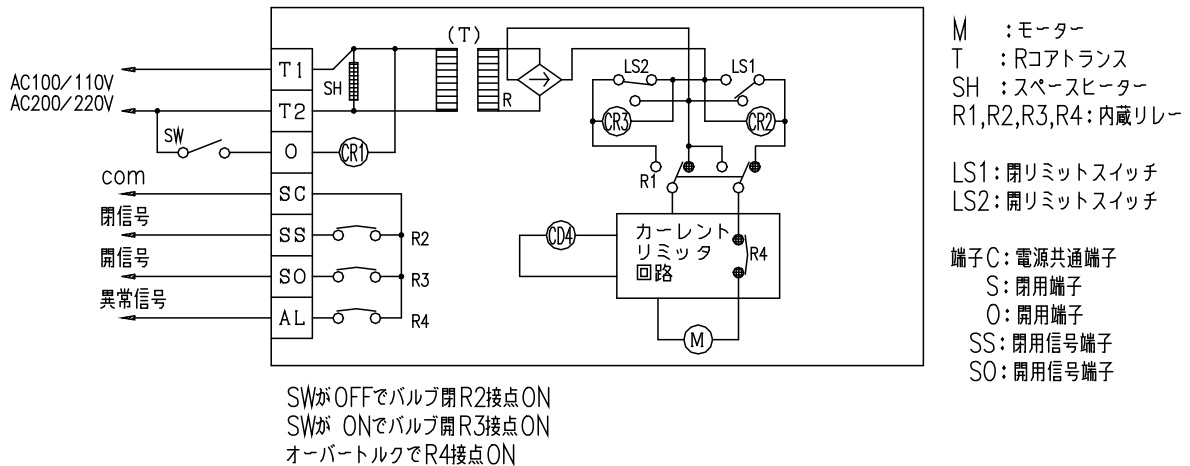 AC100/110V
AC200/220V
SW
com
閉信号
開信号
異常信号
T1
T2
O
SC
SS
SO
AL
SH
CR1
R2
R3
R4
(T)
R
LS2
LS1
CR3
CR2
R1
CD4
カーレント
リミッタ
回路
R4
M
M : モーター
T : Rコアトランス
SH : スペースヒーター
R1,R2,R3,R4 : 内蔵リレー
LS1 : 閉リミットスイッチ
LS2 : 開リミットスイッチ
端子C : 電源共通端子
S : 閉用端子
O : 開用端子
SS : 閉用信号端子
SO : 開用信号端子
SWがOFFでバルブ閉R2接点ON
SWが ONでバルブ開R3接点ON
オーバートルクでR4接点ON